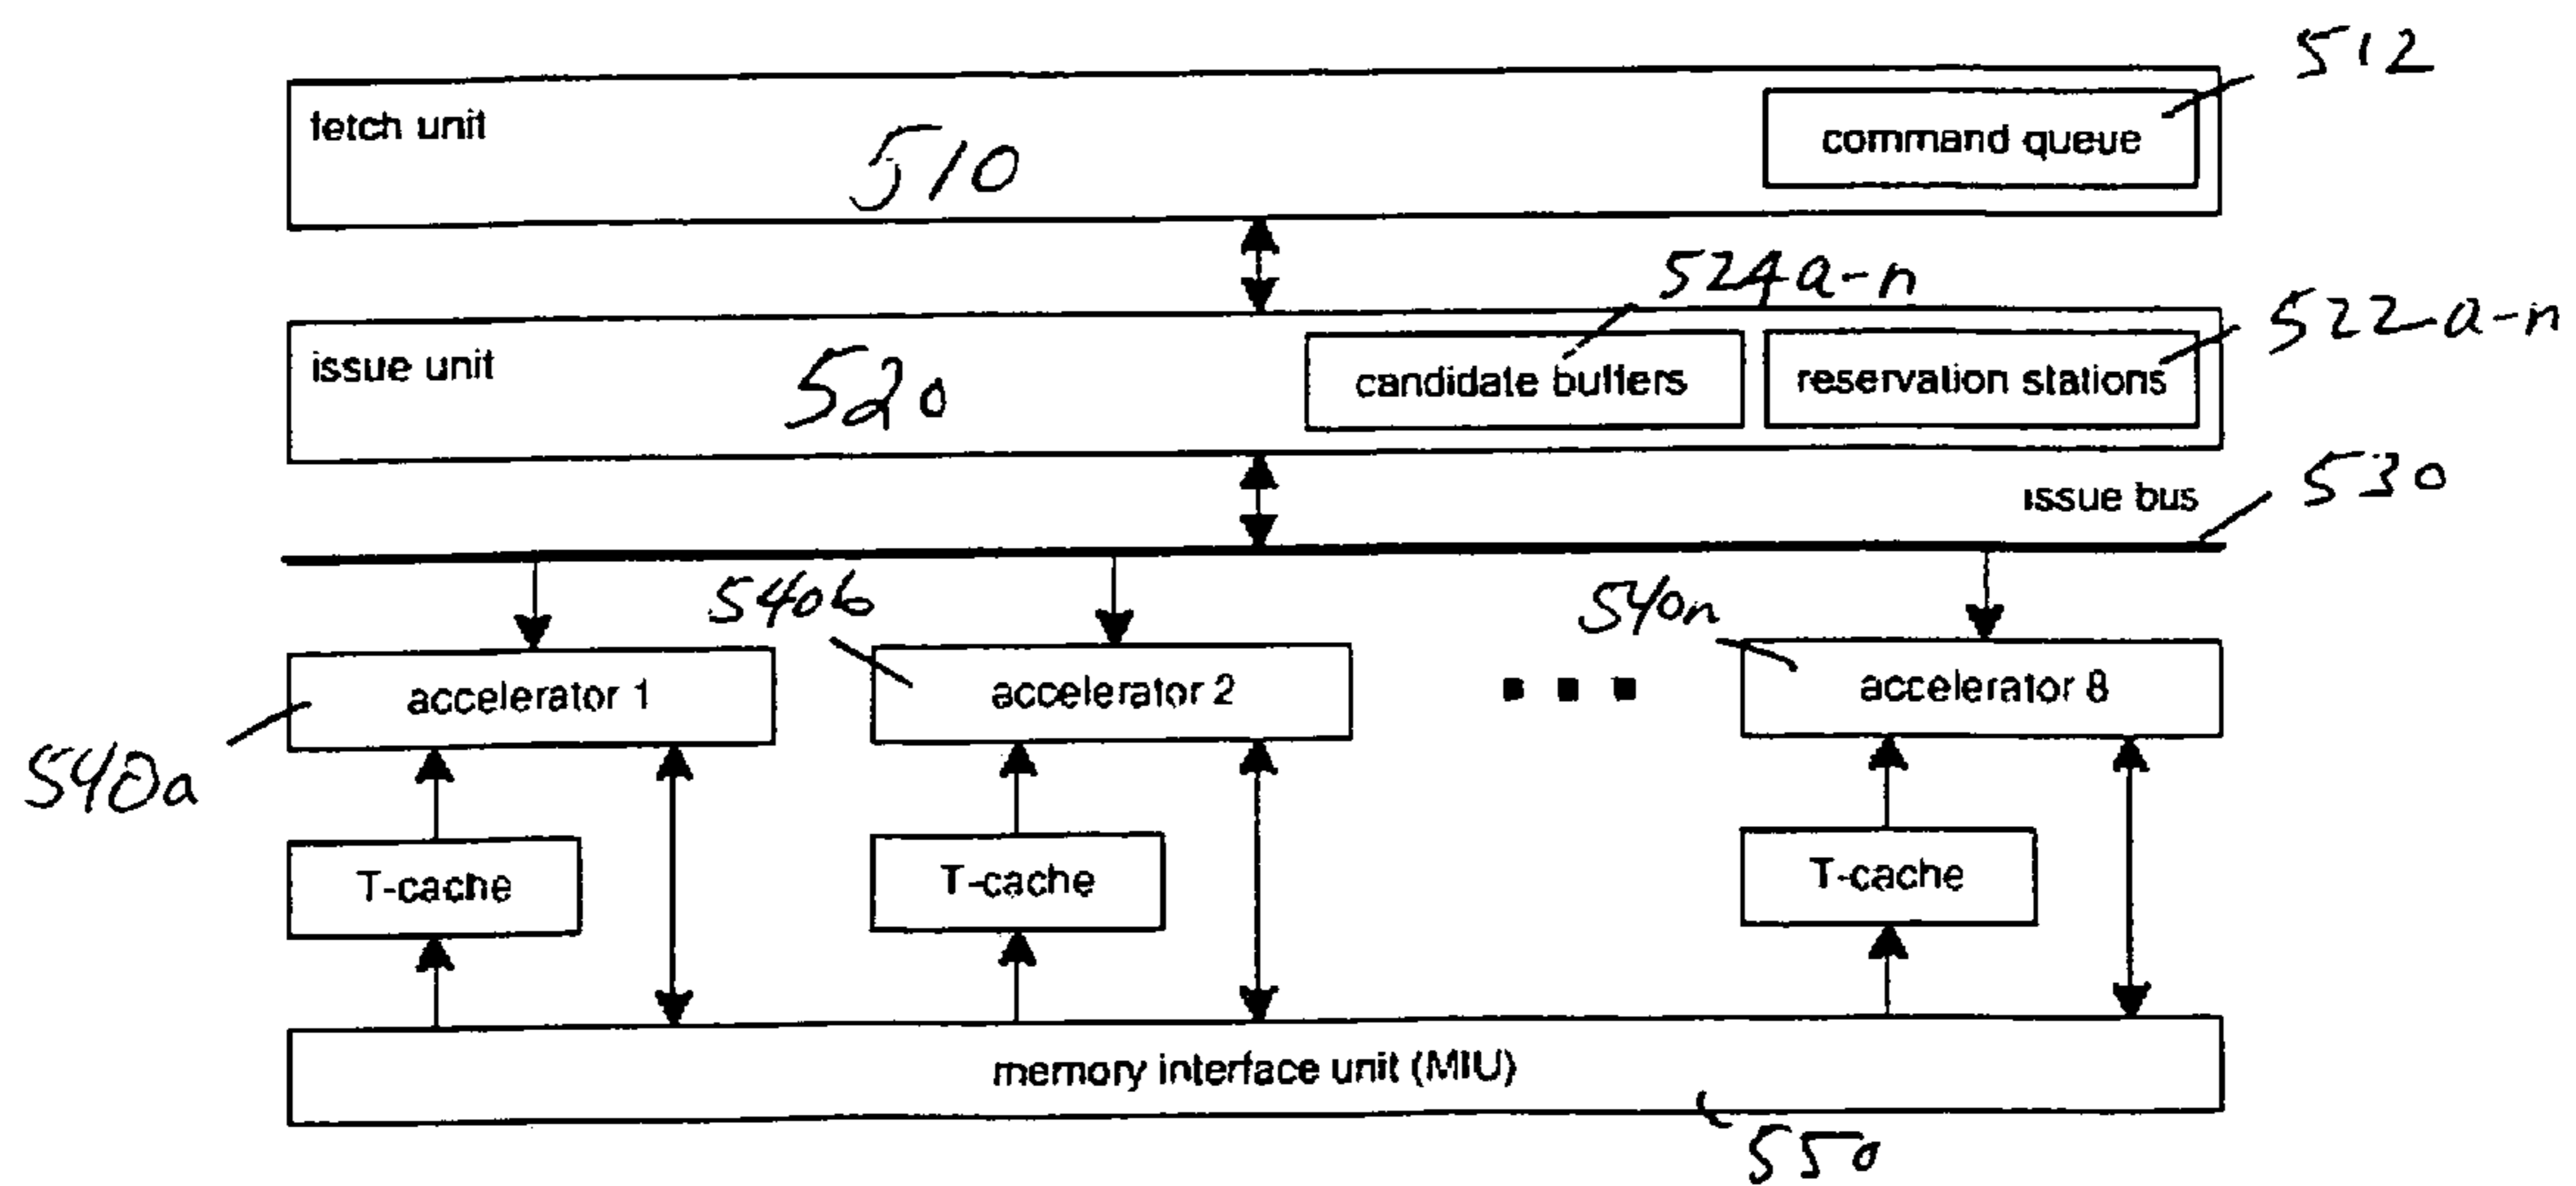 512
fetch unit
510
command queue
524a-n
522a-n
issue unit
520
candidate buffers
reservation stations
issue bus
530
540b
540n
accelerator 1
accelerator 2
accelerator 8
540a
T-cache
T-cache
T-cache
memory interface unit (MIU)
550